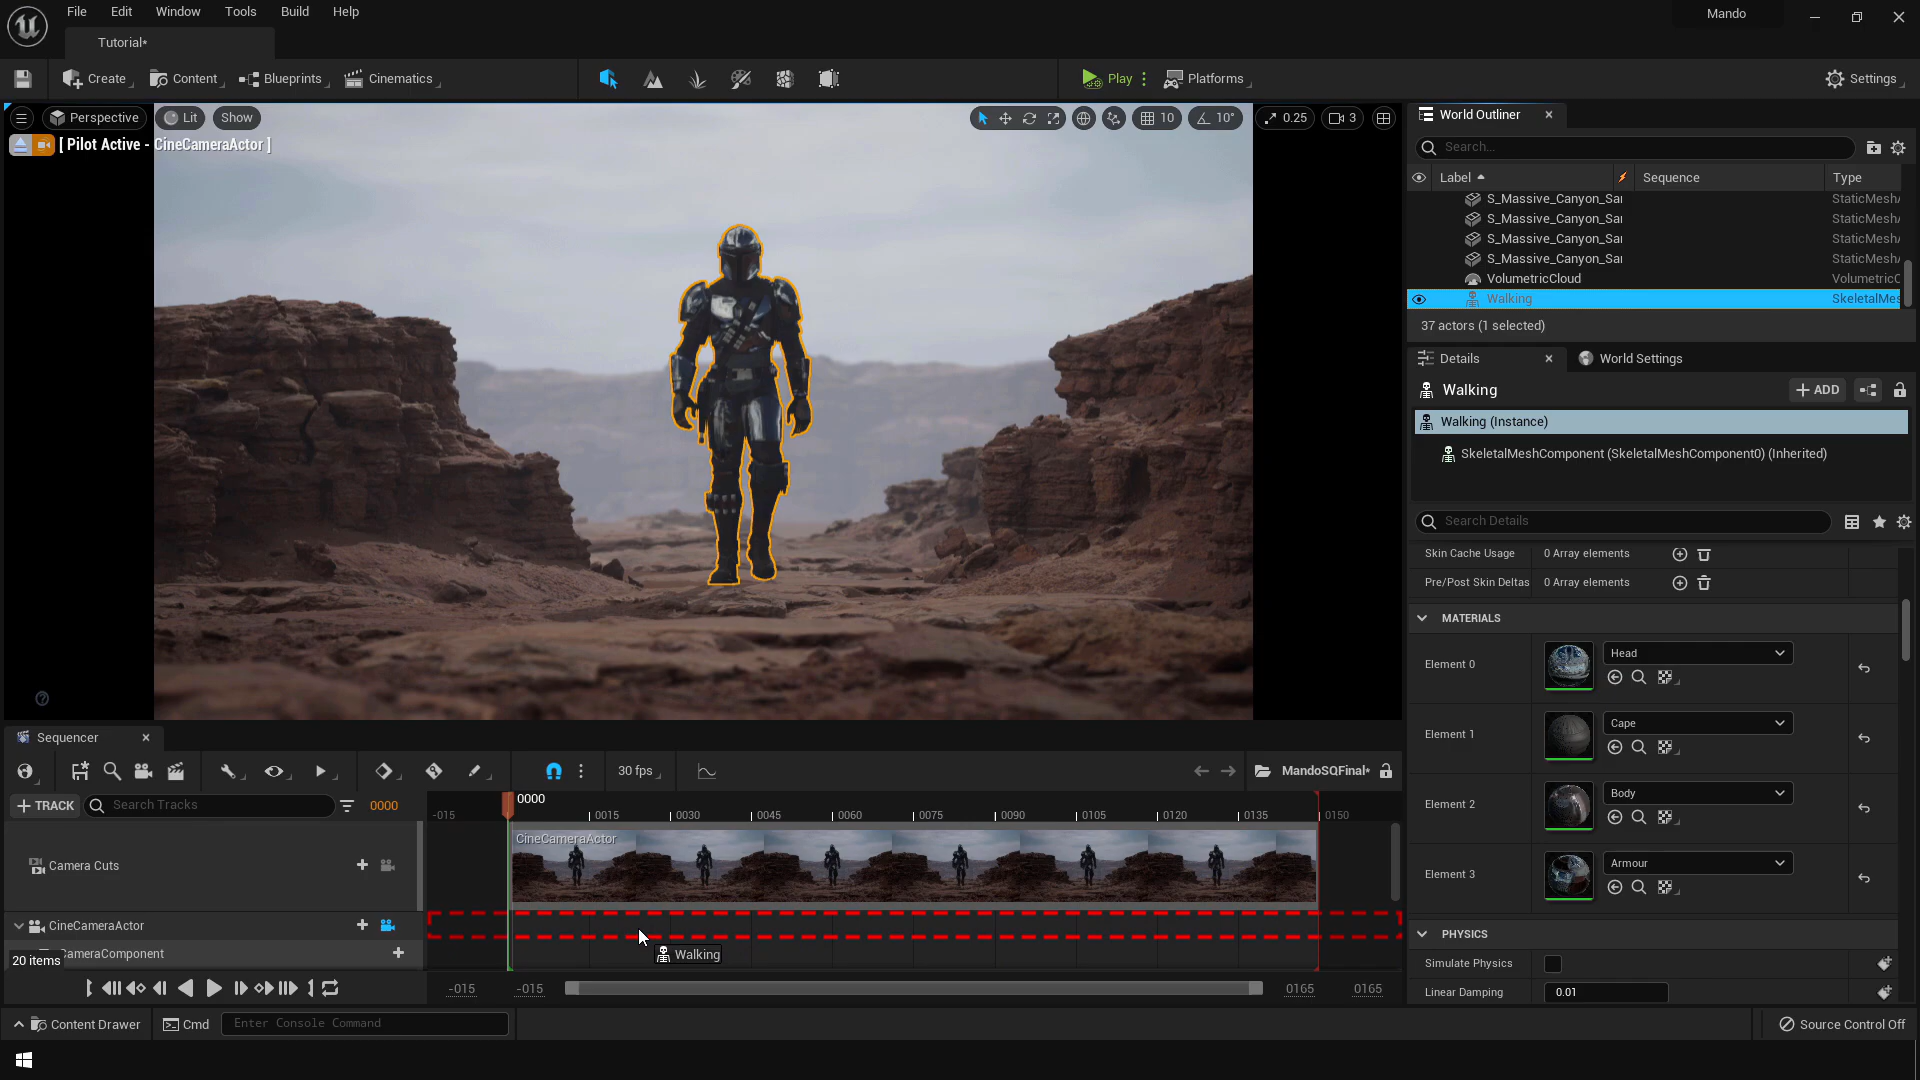 File Edit Window Tools Build Help
Mando
Tutorial*
Create Content Blueprints Cinematics Play Platforms Settings
Perspective Lit Show 10 10° 0.25 3
[ Pilot Active - CineCameraActor ]
World Outliner
Search...
Label Sequence Type
S_Massive_Canyon_Sa StaticMesh
S_Massive_Canyon_Sa StaticMesh
S_Massive_Canyon_Sa StaticMesh
S_Massive_Canyon_Sa StaticMesh
VolumetricCloud VolumetricC
Walking SkeletalMes
37 actors (1 selected)
Details World Settings
Walking ADD
Walking (Instance)
SkeletalMeshComponent (SkeletalMeshComponent0) (Inherited)
Search Details
Skin Cache Usage 0 Array elements
Pre/Post Skin Deltas 0 Array elements
MATERIALS
Element 0 Head
Element 1 Cape
Element 2 Body
Element 3 Armour
PHYSICS
Simulate Physics
Linear Damping 0.01
Sequencer
30 fps MandoSQFinal*
TRACK Search Tracks 0000
0000
-015 0015 0030 0045 0060 0075 0090 0105 0120 0135 0150
CineCameraActor
Camera Cuts
CineCameraActor
CameraComponent
20 items
Walking
-015 -015 0165 0165
Content Drawer Cmd Enter Console Command Source Control Off